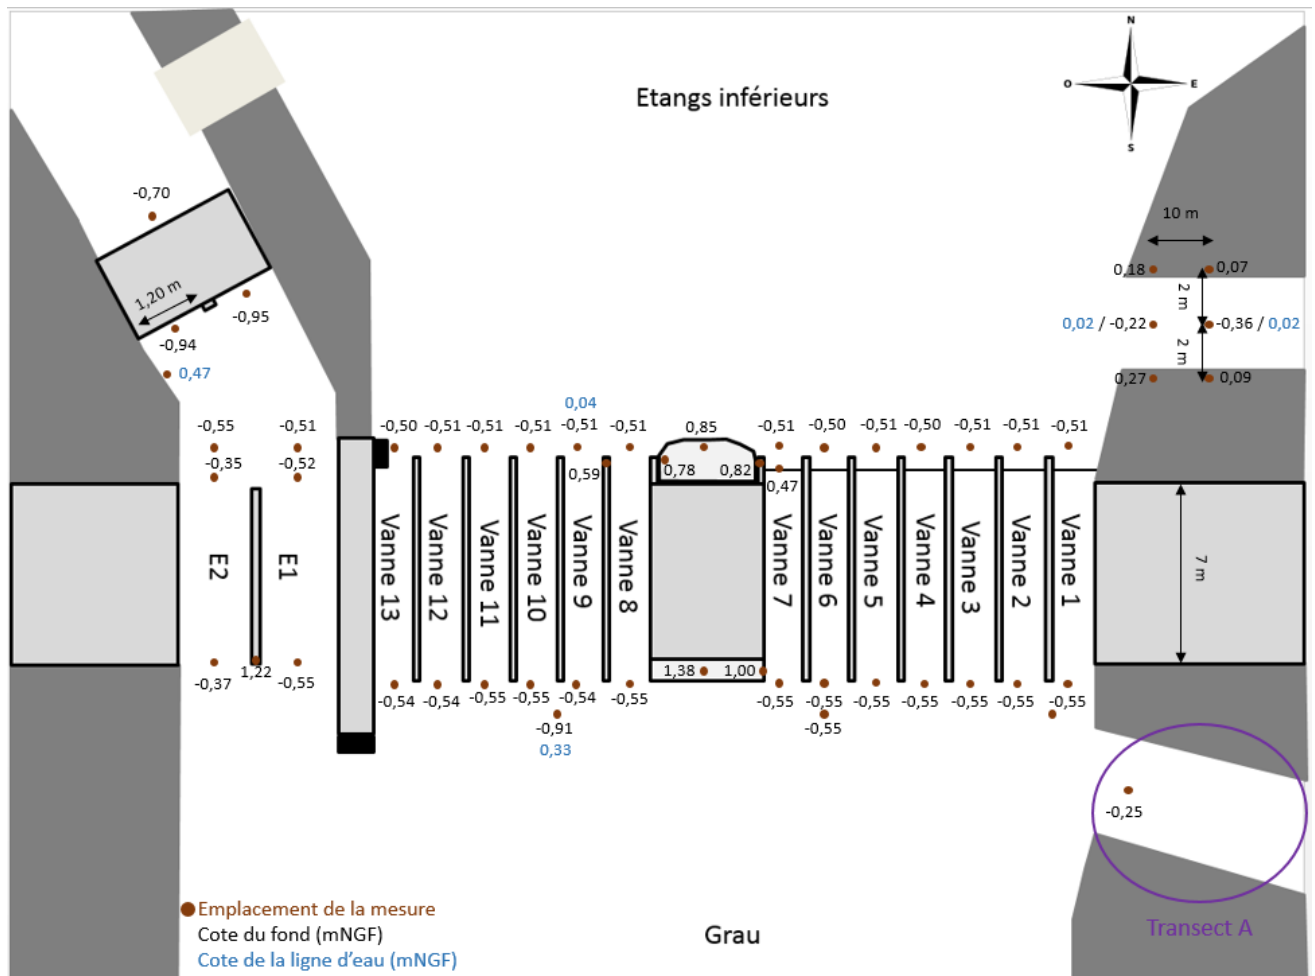 N
O
E
S
Etangs inférieurs
-0,70
1,20 m
-0,95
-0,94
0,47
10 m
0,18
0,07
2 m
0,02 / -0,22
-0,36 / 0,02
2 m
0,27
0,09
-0,55
-0,51
-0,35
-0,52
0,04
-0,50
-0,51
-0,51
-0,51
-0,51
-0,51
0,85
-0,51
-0,50
-0,51
-0,50
-0,51
-0,51
-0,51
0,59
0,78
0,82
0,47
E2
E1
Vanne 13
Vanne 12
Vanne 11
Vanne 10
Vanne 9
Vanne 8
Vanne 7
Vanne 6
Vanne 5
Vanne 4
Vanne 3
Vanne 2
Vanne 1
7 m
-0,37
1,22
-0,55
1,38
1,00
-0,54
-0,54
-0,55
-0,55
-0,54
-0,55
-0,55
-0,55
-0,55
-0,55
-0,55
-0,55
-0,55
-0,91
0,33
-0,55
-0,25
Transect A
Emplacement de la mesure
Cote du fond (mNGF)
Cote de la ligne d'eau (mNGF)
Grau